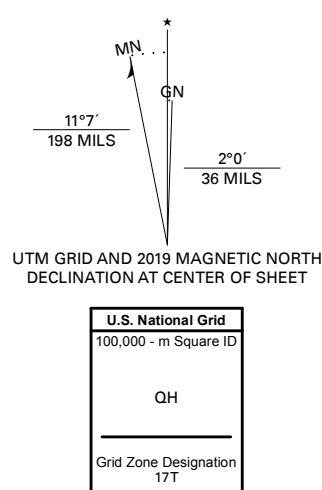 ★
MN
GN
11°7´
198 MILS
2°0´
36 MILS
UTM GRID AND 2019 MAGNETIC NORTH
DECLINATION AT CENTER OF SHEET
U.S. National Grid
100,000 - m Square ID
QH
Grid Zone Designation
17T